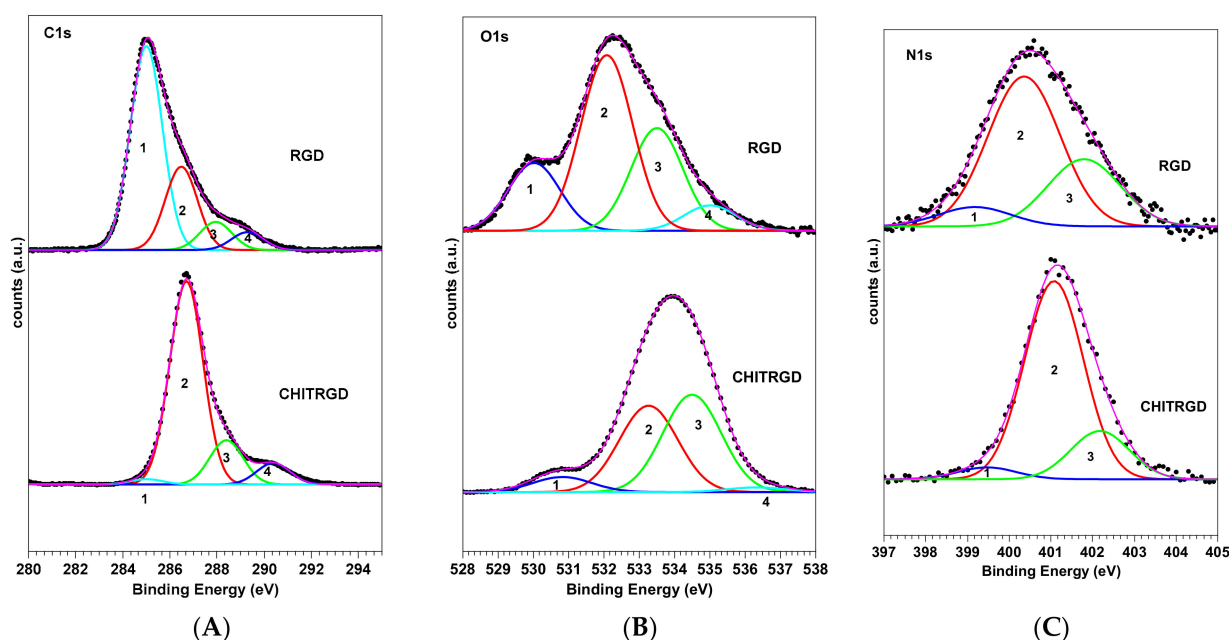 C1s
1
RGD
2
3
4
2
CHITRGD
3
4
1
counts (a.u.)
280 282 284 286 288 290 292 294
Binding Energy (eV)
(A)
O1s
2
RGD
3
1
4
CHITRGD
2
3
1
4
counts (a.u.)
528 529 530 531 532 533 534 535 536 537 538
Binding Energy (eV)
(B)
N1s
2
RGD
3
1
2
CHITRGD
3
1
counts (a.u.)
397 398 399 400 401 402 403 404 405
Binding Energy (eV)
(C)